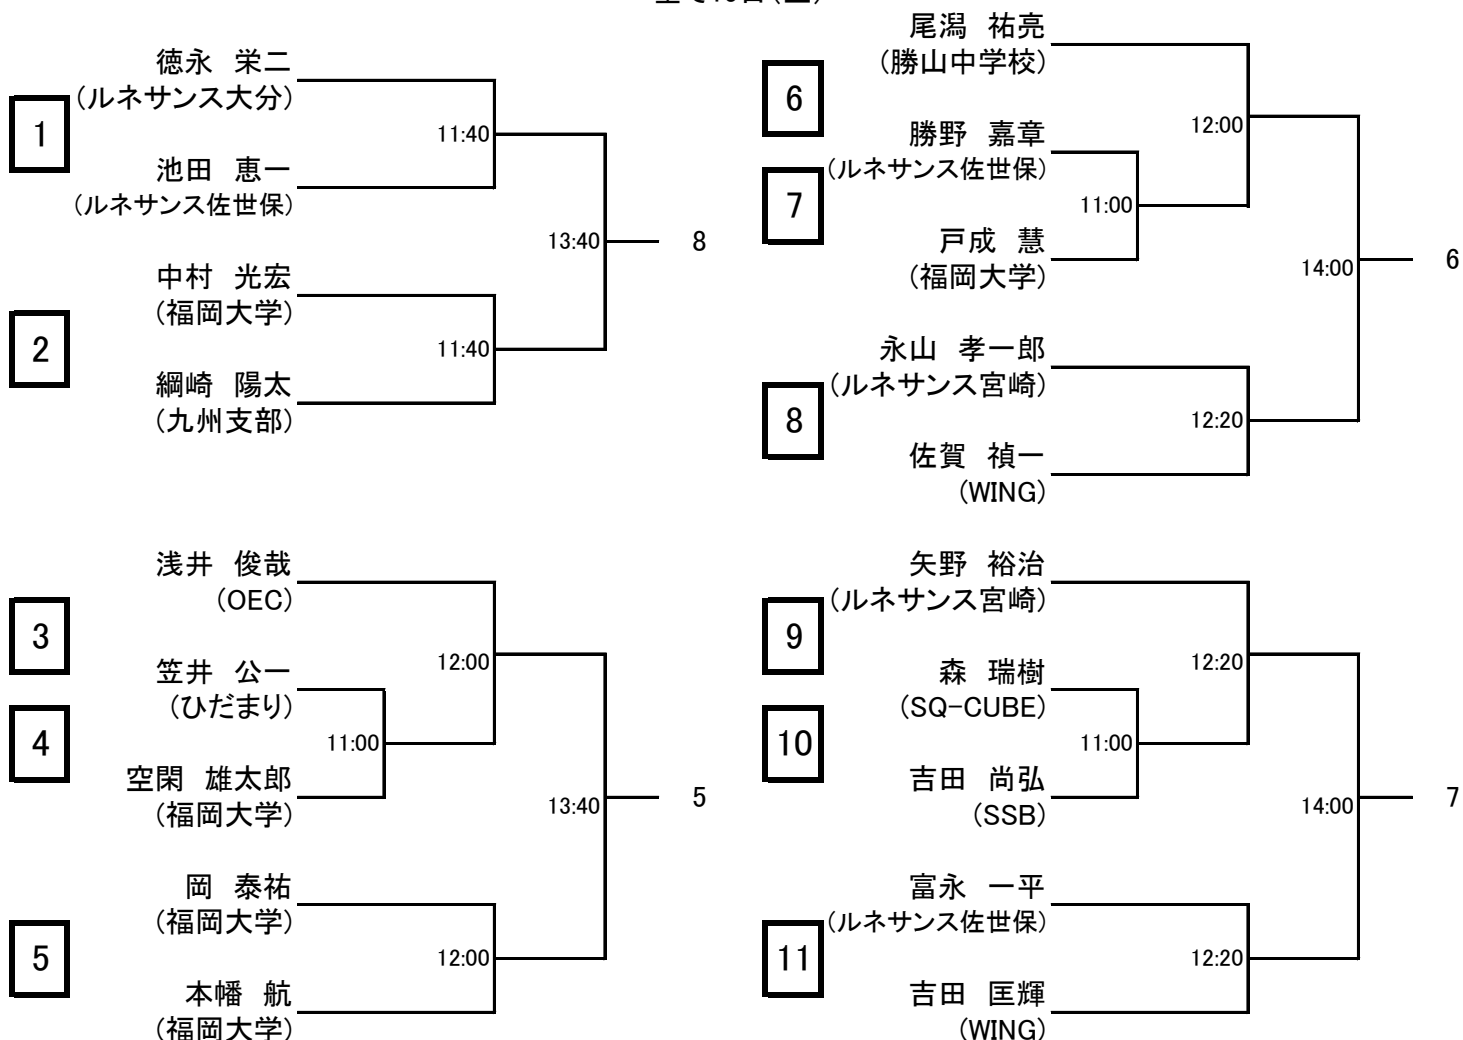 徳永 栄二
(ルネサンス大分)
1
11:40
池田 恵一
(ルネサンス佐世保)
13:40
8
中村 光宏
(福岡大学)
2
11:40
綱崎 陽太
(九州支部)
浅井 俊哉
(OEC)
3
12:00
笠井 公一
(ひだまり)
4
11:00
空閑 雄太郎
(福岡大学)
13:40
5
岡 泰祐
(福岡大学)
5
12:00
本幡 航
(福岡大学)
尾潟 祐亮
(勝山中学校)
6
12:00
勝野 嘉章
(ルネサンス佐世保)
7
11:00
戸成 慧
(福岡大学)
14:00
6
永山 孝一郎
(ルネサンス宮崎)
8
12:20
佐賀 禎一
(WING)
矢野 裕治
(ルネサンス宮崎)
9
12:20
森 瑞樹
(SQ-CUBE)
10
11:00
吉田 尚弘
(SSB)
14:00
7
富永 一平
(ルネサンス佐世保)
11
12:20
吉田 匡輝
(WING)